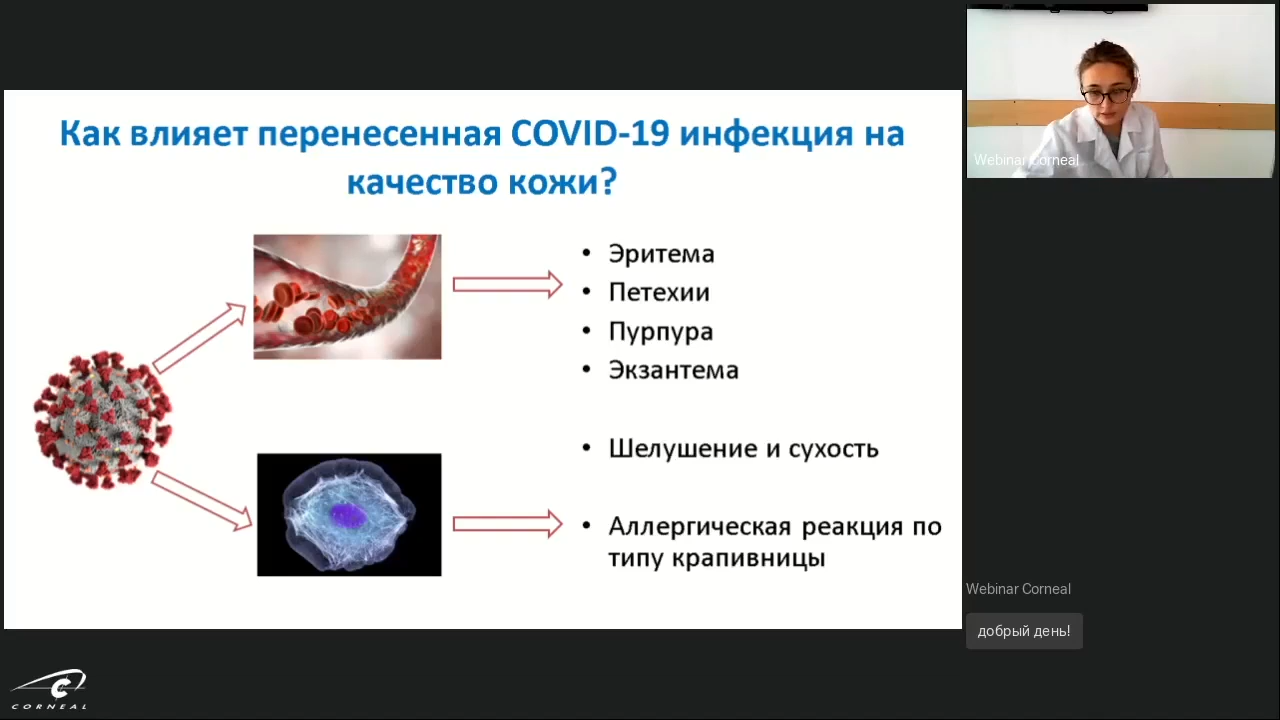 Как влияет перенесенная COVID-19 инфекция на
качество кожи?
• Эритема
• Петехии
• Пурпура
• Экзантема
• Шелушение и сухость
• Аллергическая реакция по
типу крапивницы
Webinar Corneal
Webinar Corneal
добрый день!
CORNEAL